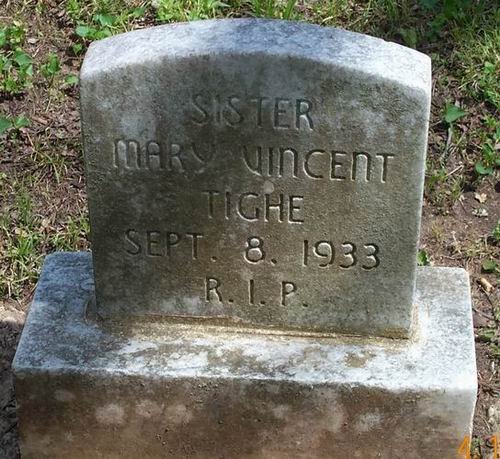 SISTER
MARY VINCENT
TIGHE
SEPT. 8. 1933
R. I. P.